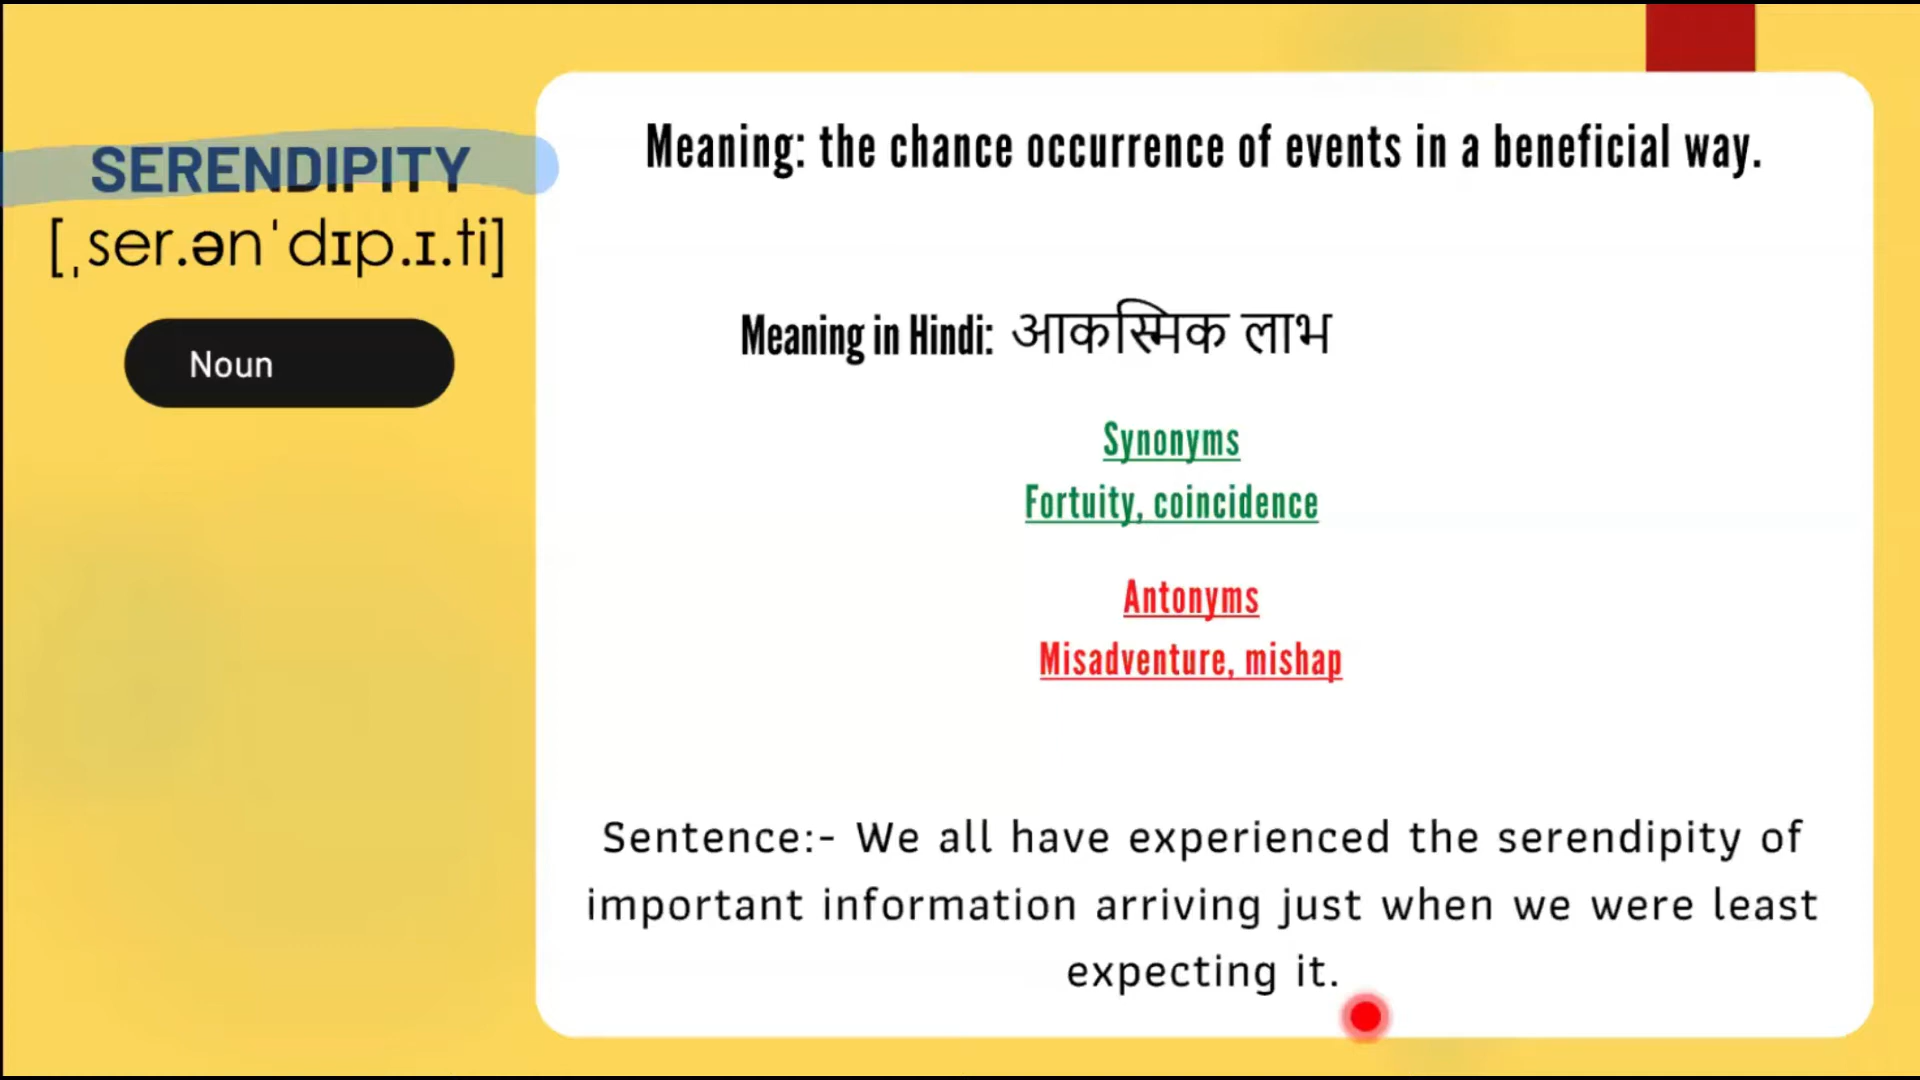 SERENDIPITY
[ˌser.ənˈdɪp.ɪ.ti]
Noun
Meaning: the chance occurrence of events in a beneficial way.
Meaning in Hindi: आकस्मिक लाभ
Synonyms
Fortuity, coincidence
Antonyms
Misadventure, mishap
Sentence:- We all have experienced the serendipity of
important information arriving just when we were least
expecting it.